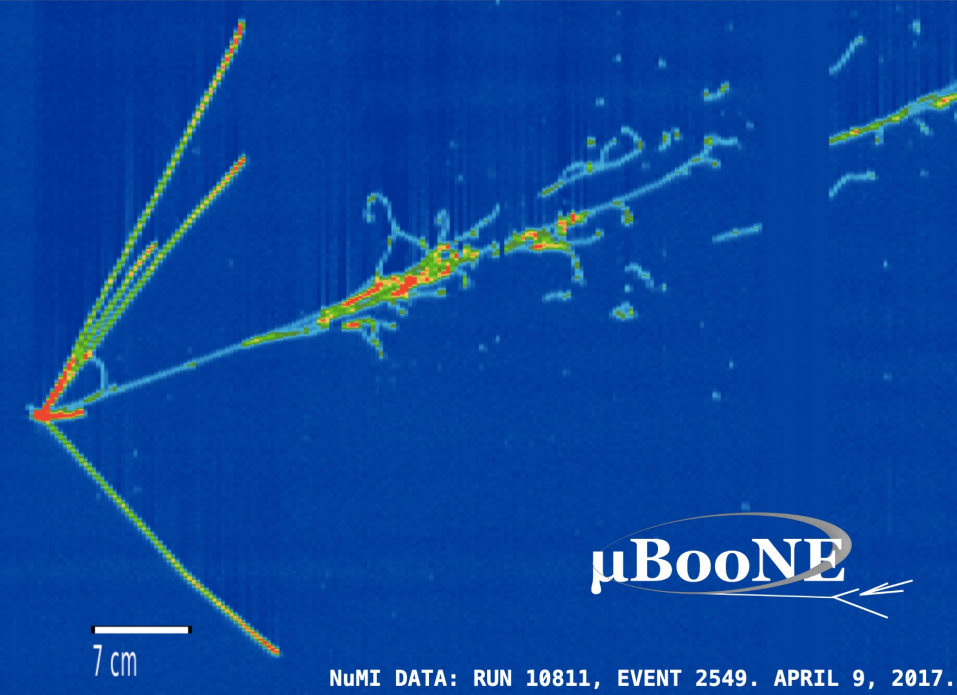 µBooNE
7 cm
NuMI DATA: RUN 10811, EVENT 2549. APRIL 9, 2017.